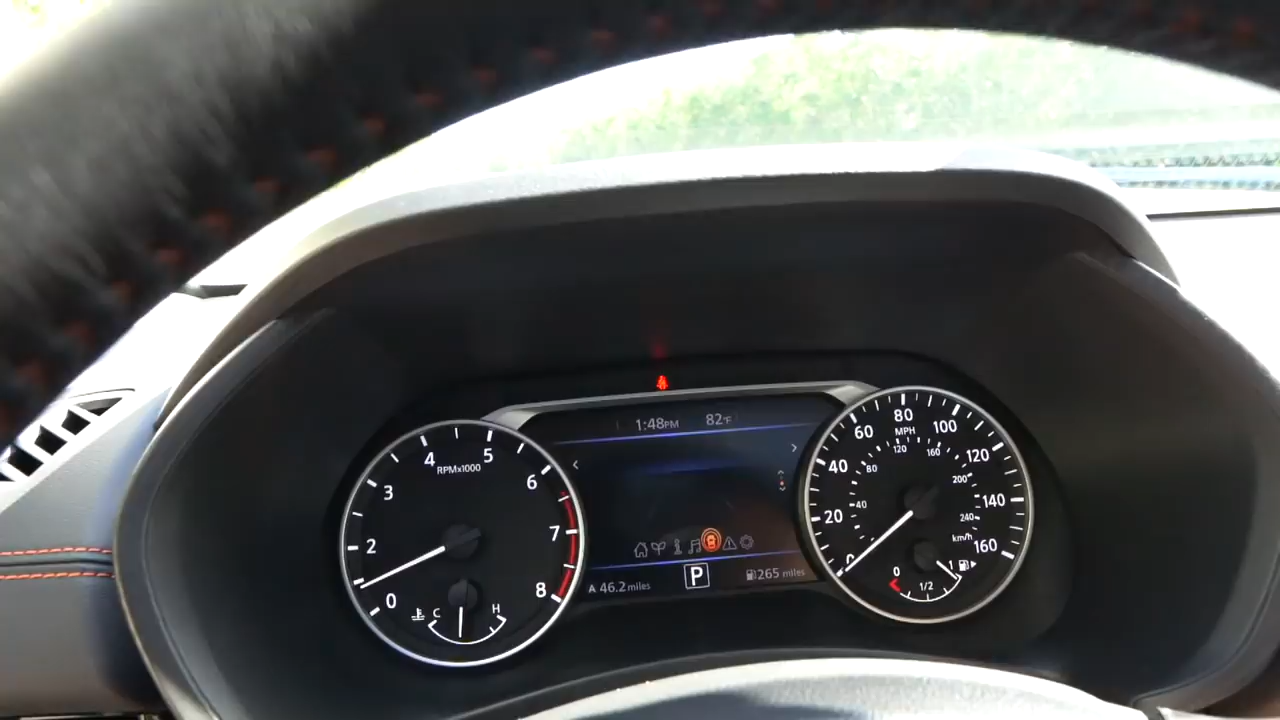 1:48PM 82°F
RPMx1000
0 2 3 4 5 6 7 8
C H
A 46.2 miles
P
265 miles
MPH
0 20 40 60 80 100 120 140 160
km/h
40 80 120 160 200 240
0 1/2 1